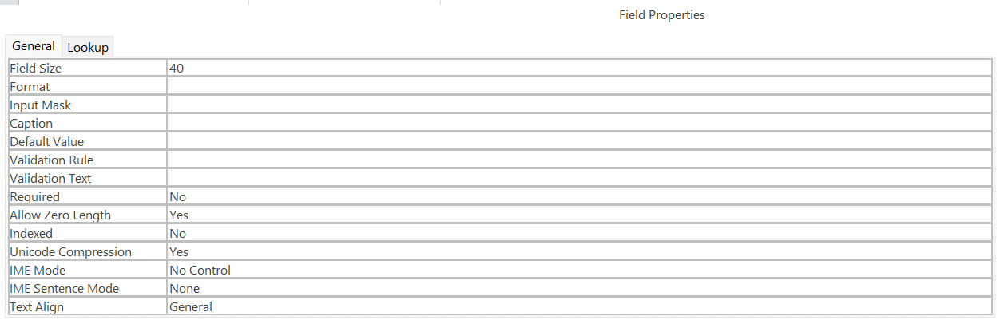 Field Properties
General Lookup
Field Size 40
Format
Input Mask
Caption
Default Value
Validation Rule
Validation Text
Required No
Allow Zero Length Yes
Indexed No
Unicode Compression Yes
IME Mode No Control
IME Sentence Mode None
Text Align General